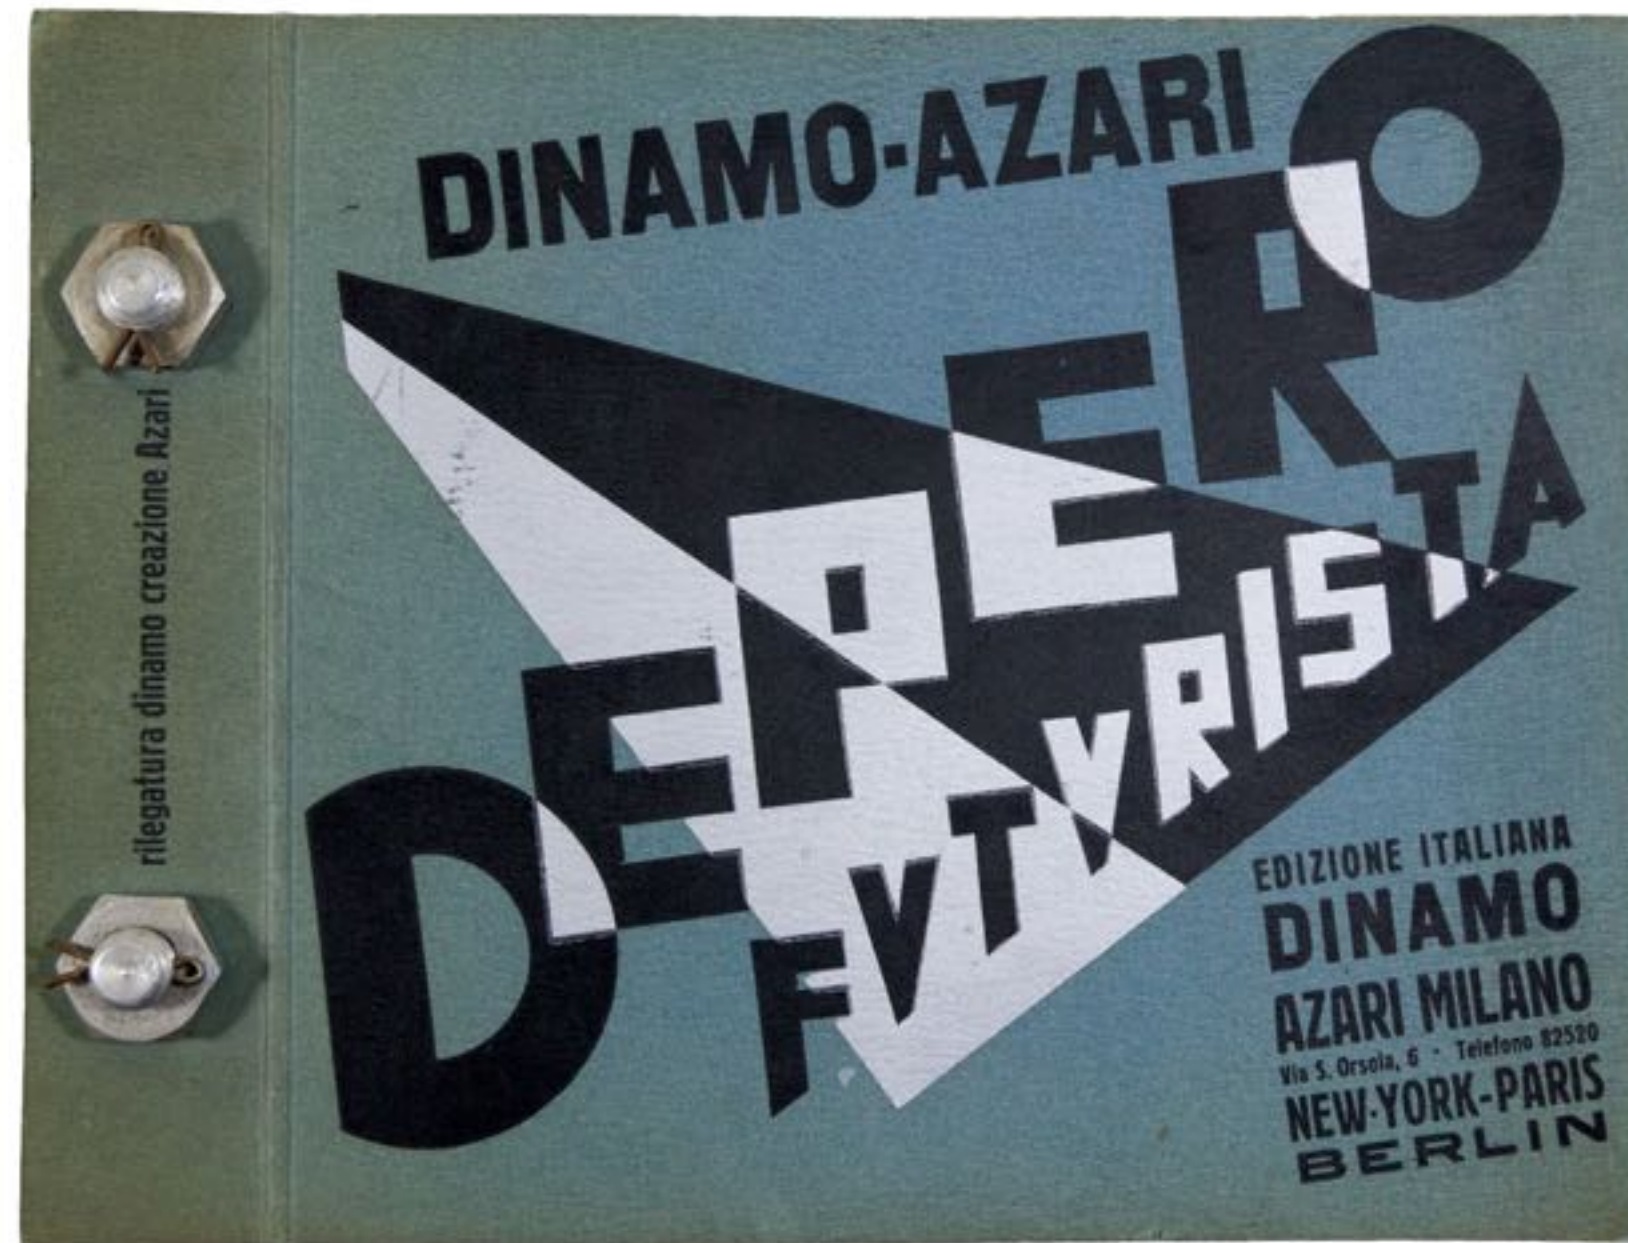 DINAMO-AZARI
DEPERO
FVTVRISTA
rilegatura dinamo creazione Azari
EDIZIONE ITALIANA
DINAMO
AZARI MILANO
Via S. Orsola, 6 - Telefono 82520
NEW-YORK-PARIS
BERLIN